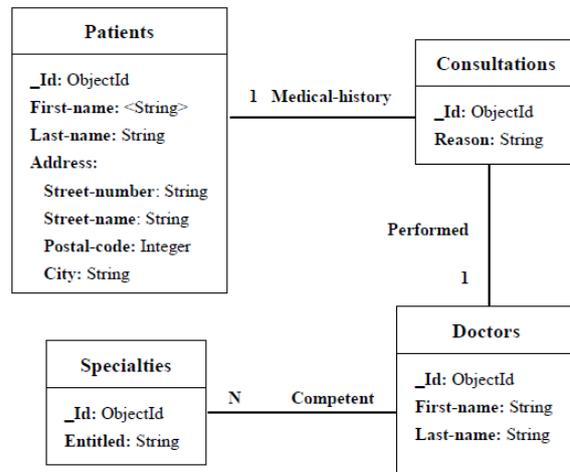 Patients
_Id: ObjectId
First-name: <String>
Last-name: String
Address:
Street-number: String
Street-name: String
Postal-code: Integer
City: String
1 Medical-history
Consultations
_Id: ObjectId
Reason: String
Performed
1
Doctors
_Id: ObjectId
First-name: String
Last-name: String
N Competent
Specialties
_Id: ObjectId
Entitled: String